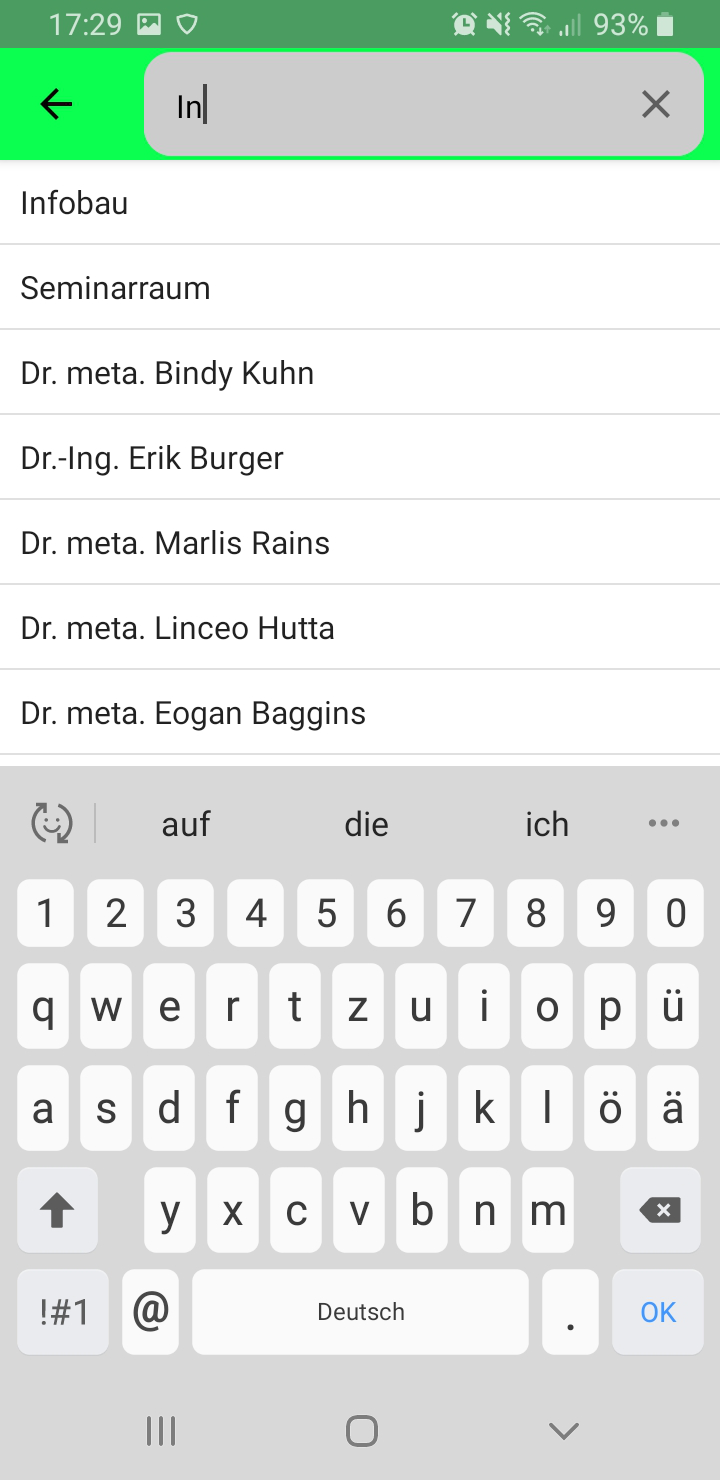 17:29 93%
In
Infobau
Seminarraum
Dr. meta. Bindy Kuhn
Dr.-Ing. Erik Burger
Dr. meta. Marlis Rains
Dr. meta. Linceo Hutta
Dr. meta. Eogan Baggins
auf die ich
1 2 3 4 5 6 7 8 9 0
q w e r t z u i o p ü
a s d f g h j k l ö ä
y x c v b n m
!#1 @ Deutsch . OK